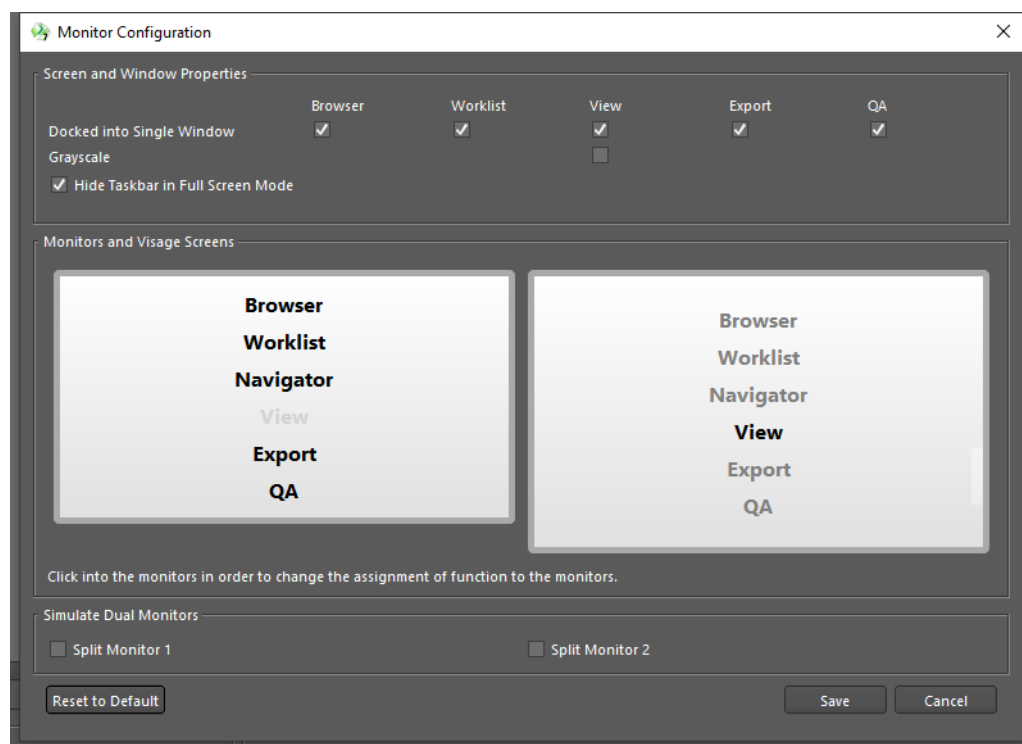 Monitor Configuration
Screen and Window Properties
Browser Worklist View Export QA
Docked into Single Window
Grayscale
Hide Taskbar in Full Screen Mode
Monitors and Visage Screens
Browser
Worklist
Navigator
View
Export
QA
Browser
Worklist
Navigator
View
Export
QA
Click into the monitors in order to change the assignment of function to the monitors.
Simulate Dual Monitors
Split Monitor 1 Split Monitor 2
Reset to Default Save Cancel